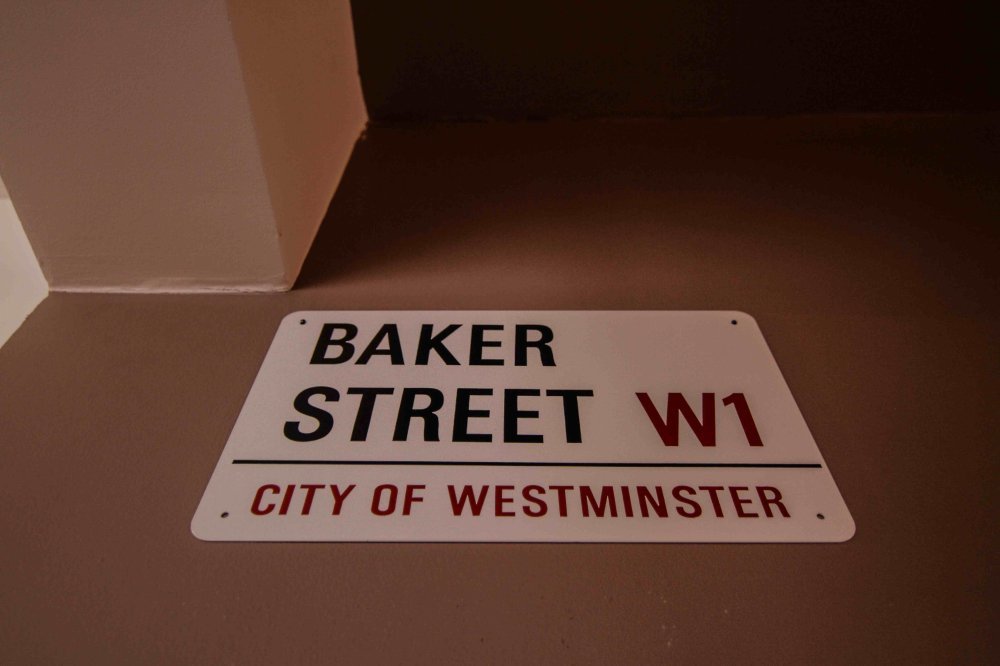 BAKER
STREET W1
CITY OF WESTMINSTER